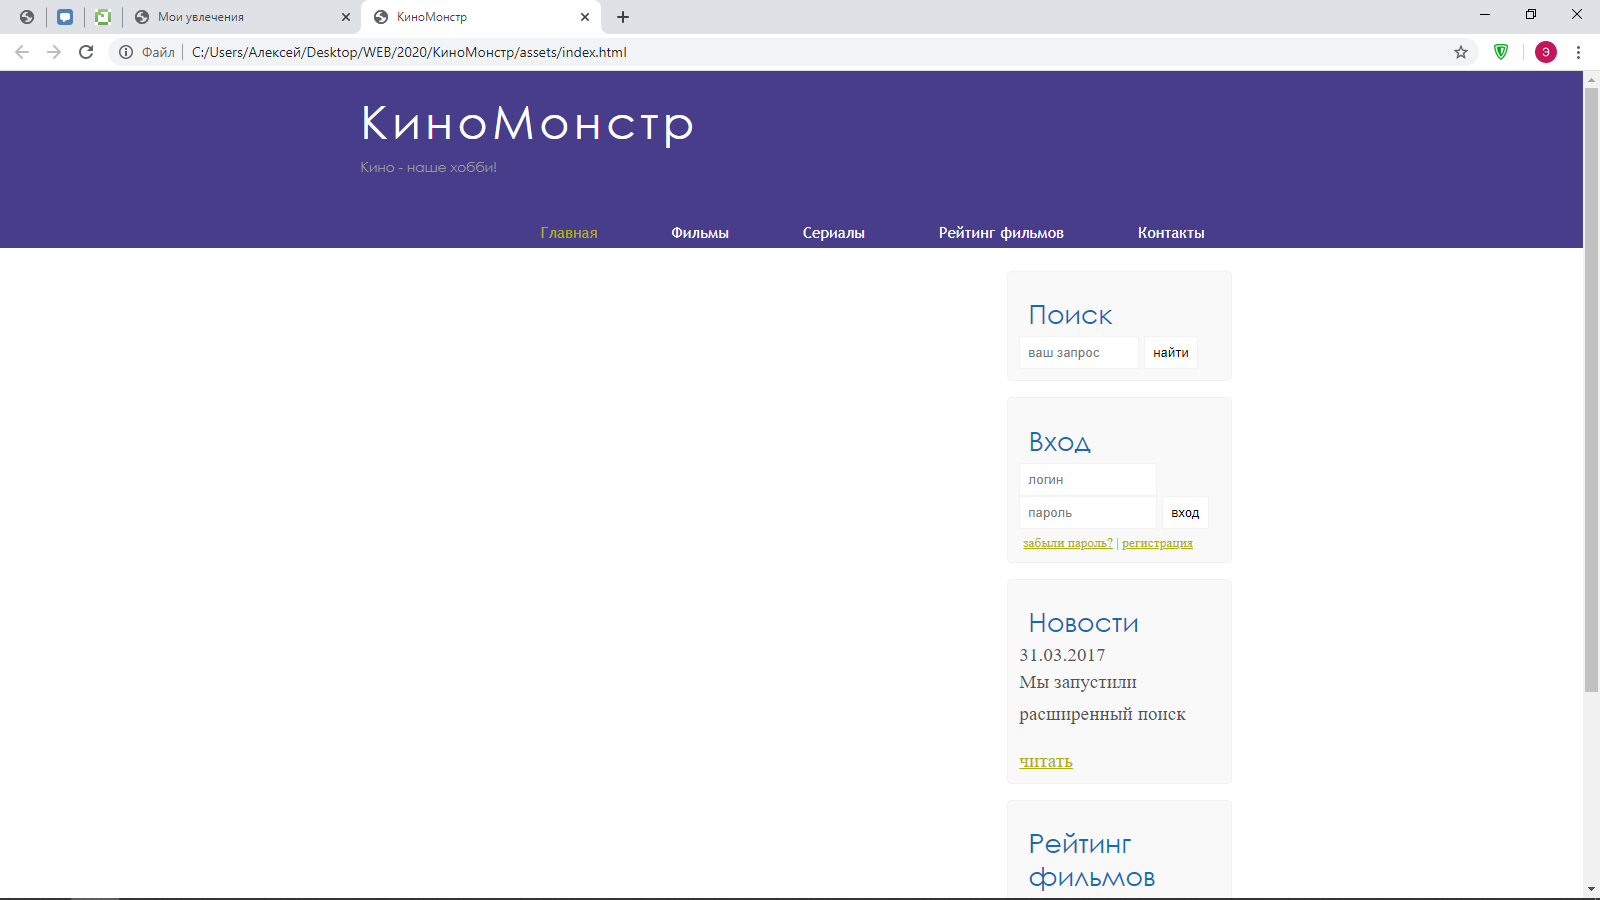 Мои увлечения
КиноМонстр
Файл | C:/Users/Алексей/Desktop/WEB/2020/КиноМонстр/assets/index.html
Э
КиноМонстр
Кино - наше хобби!
Главная Фильмы Сериалы Рейтинг фильмов Контакты
Поиск
ваш запрос найти
Вход
логин
пароль вход
забыли пароль? | регистрация
Новости
31.03.2017
Мы запустили
расширенный поиск
читать
Рейтинг
фильмов